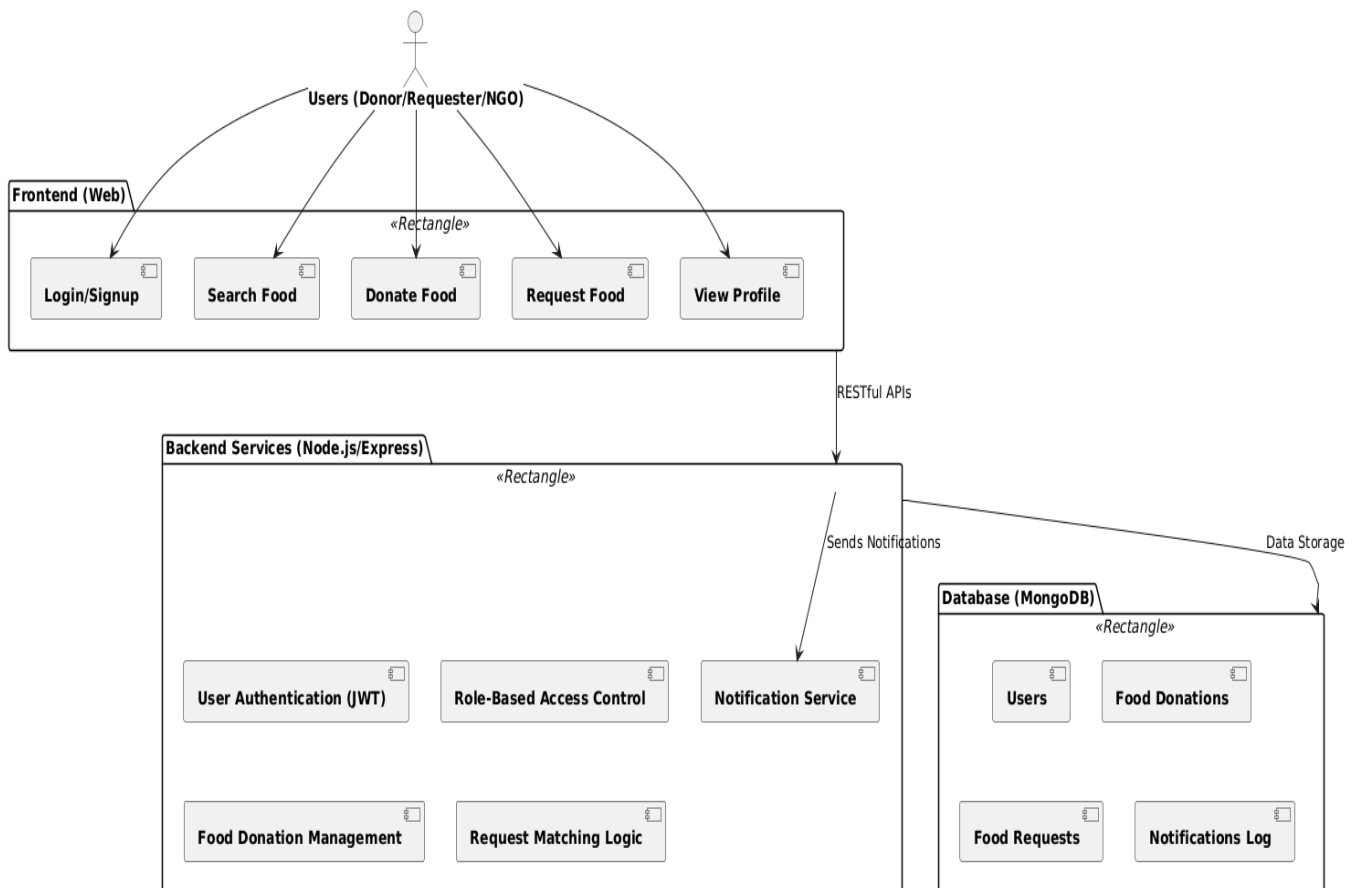 Users (Donor/Requester/NGO)
Frontend (Web)
«Rectangle»
Login/Signup
Search Food
Donate Food
Request Food
View Profile
RESTful APIs
Backend Services (Node.js/Express)
«Rectangle»
Sends Notifications
Data Storage
Database (MongoDB)
«Rectangle»
User Authentication (JWT)
Role-Based Access Control
Notification Service
Users
Food Donations
Food Donation Management
Request Matching Logic
Food Requests
Notifications Log